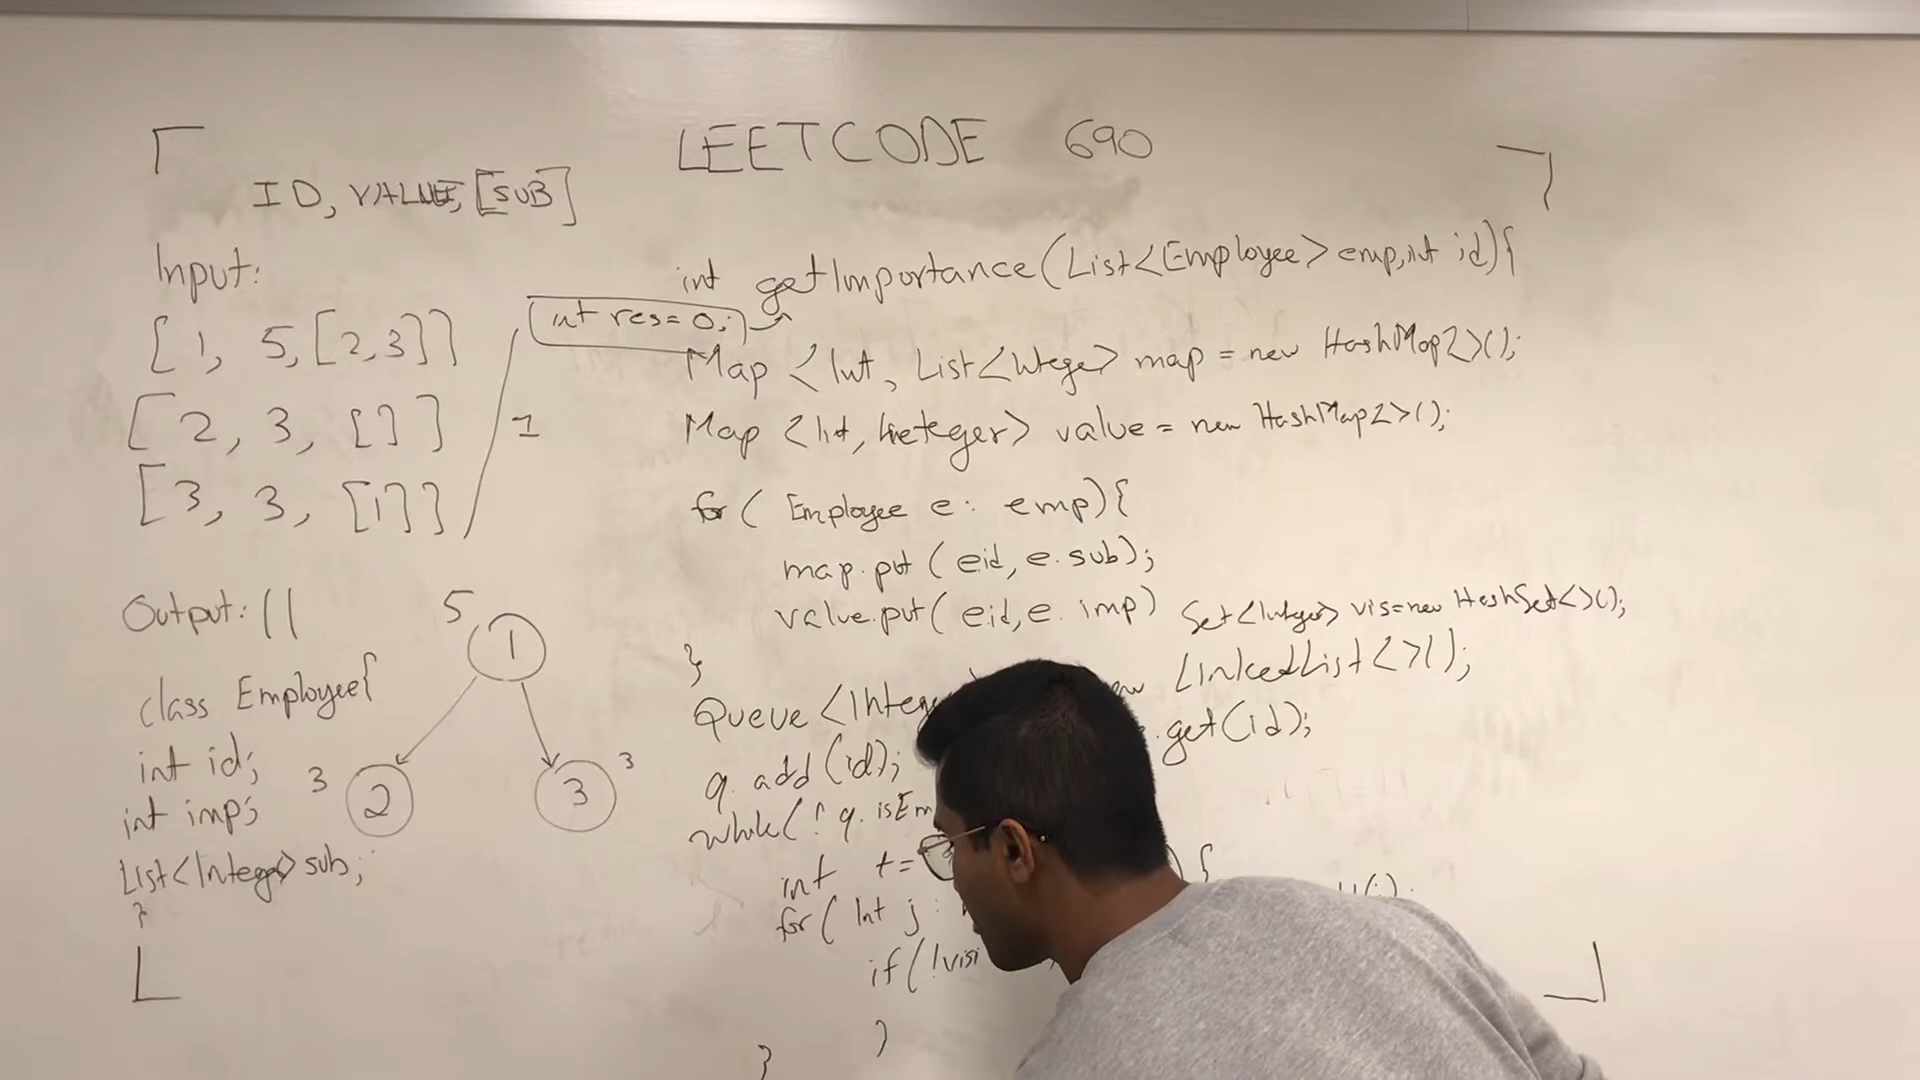 LEETCODE 690
ID, VALUE, [SUB]
Input:
[1, 5, [2,3]]
[2, 3, []]
[3, 3, [1]]
1
Output: 11
5
1
3
2
3
3
class Employee{
int id;
int imp;
List<Integer> sub;
}
int getImportance(List<Employee> emp, int id){
int res = 0;
Map <Int, List<Intege> map = new HashMap<>();
Map <Int, Integer> value = new HashMap<>();
for ( Employee e : emp){
map.put (eid, e.sub);
value.put( e.id, e. imp)
}
Set<Integer> vis = new HashSet<>();
Queue <Integ LinkedList<>();
q. add (id); .get(id);
while( ! q. isEm
int t = {
for ( Int j :
if ( !visi
}
}